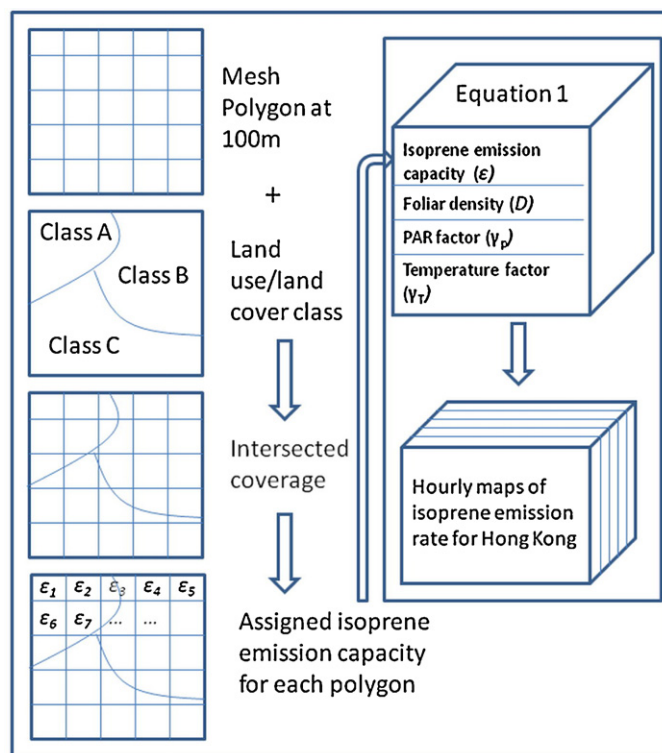 Mesh
Polygon at
100m
+
Class A
Class B
Class C
Land
use/land
cover class
Intersected
coverage
ε1 ε2 ε3 ε4 ε5
ε6 ε7 ... ...
Assigned isoprene
emission capacity
for each polygon
Equation 1
Isoprene emission
capacity (ε)
Foliar density (D)
PAR factor (γp)
Temperature factor
(γT)
Hourly maps of
isoprene emission
rate for Hong Kong